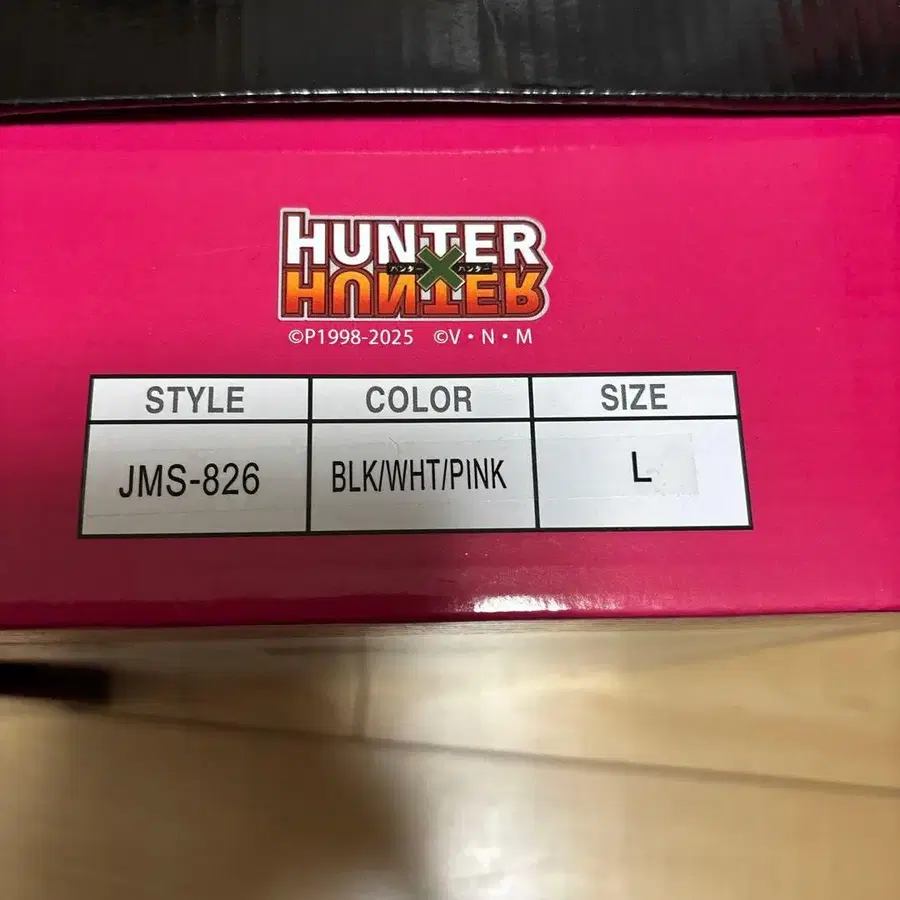 HUNTER
ハンター×ハンター
HUNTER
©P1998-2025 ©V・N・M
STYLE COLOR SIZE
JMS-826 BLK/WHT/PINK L